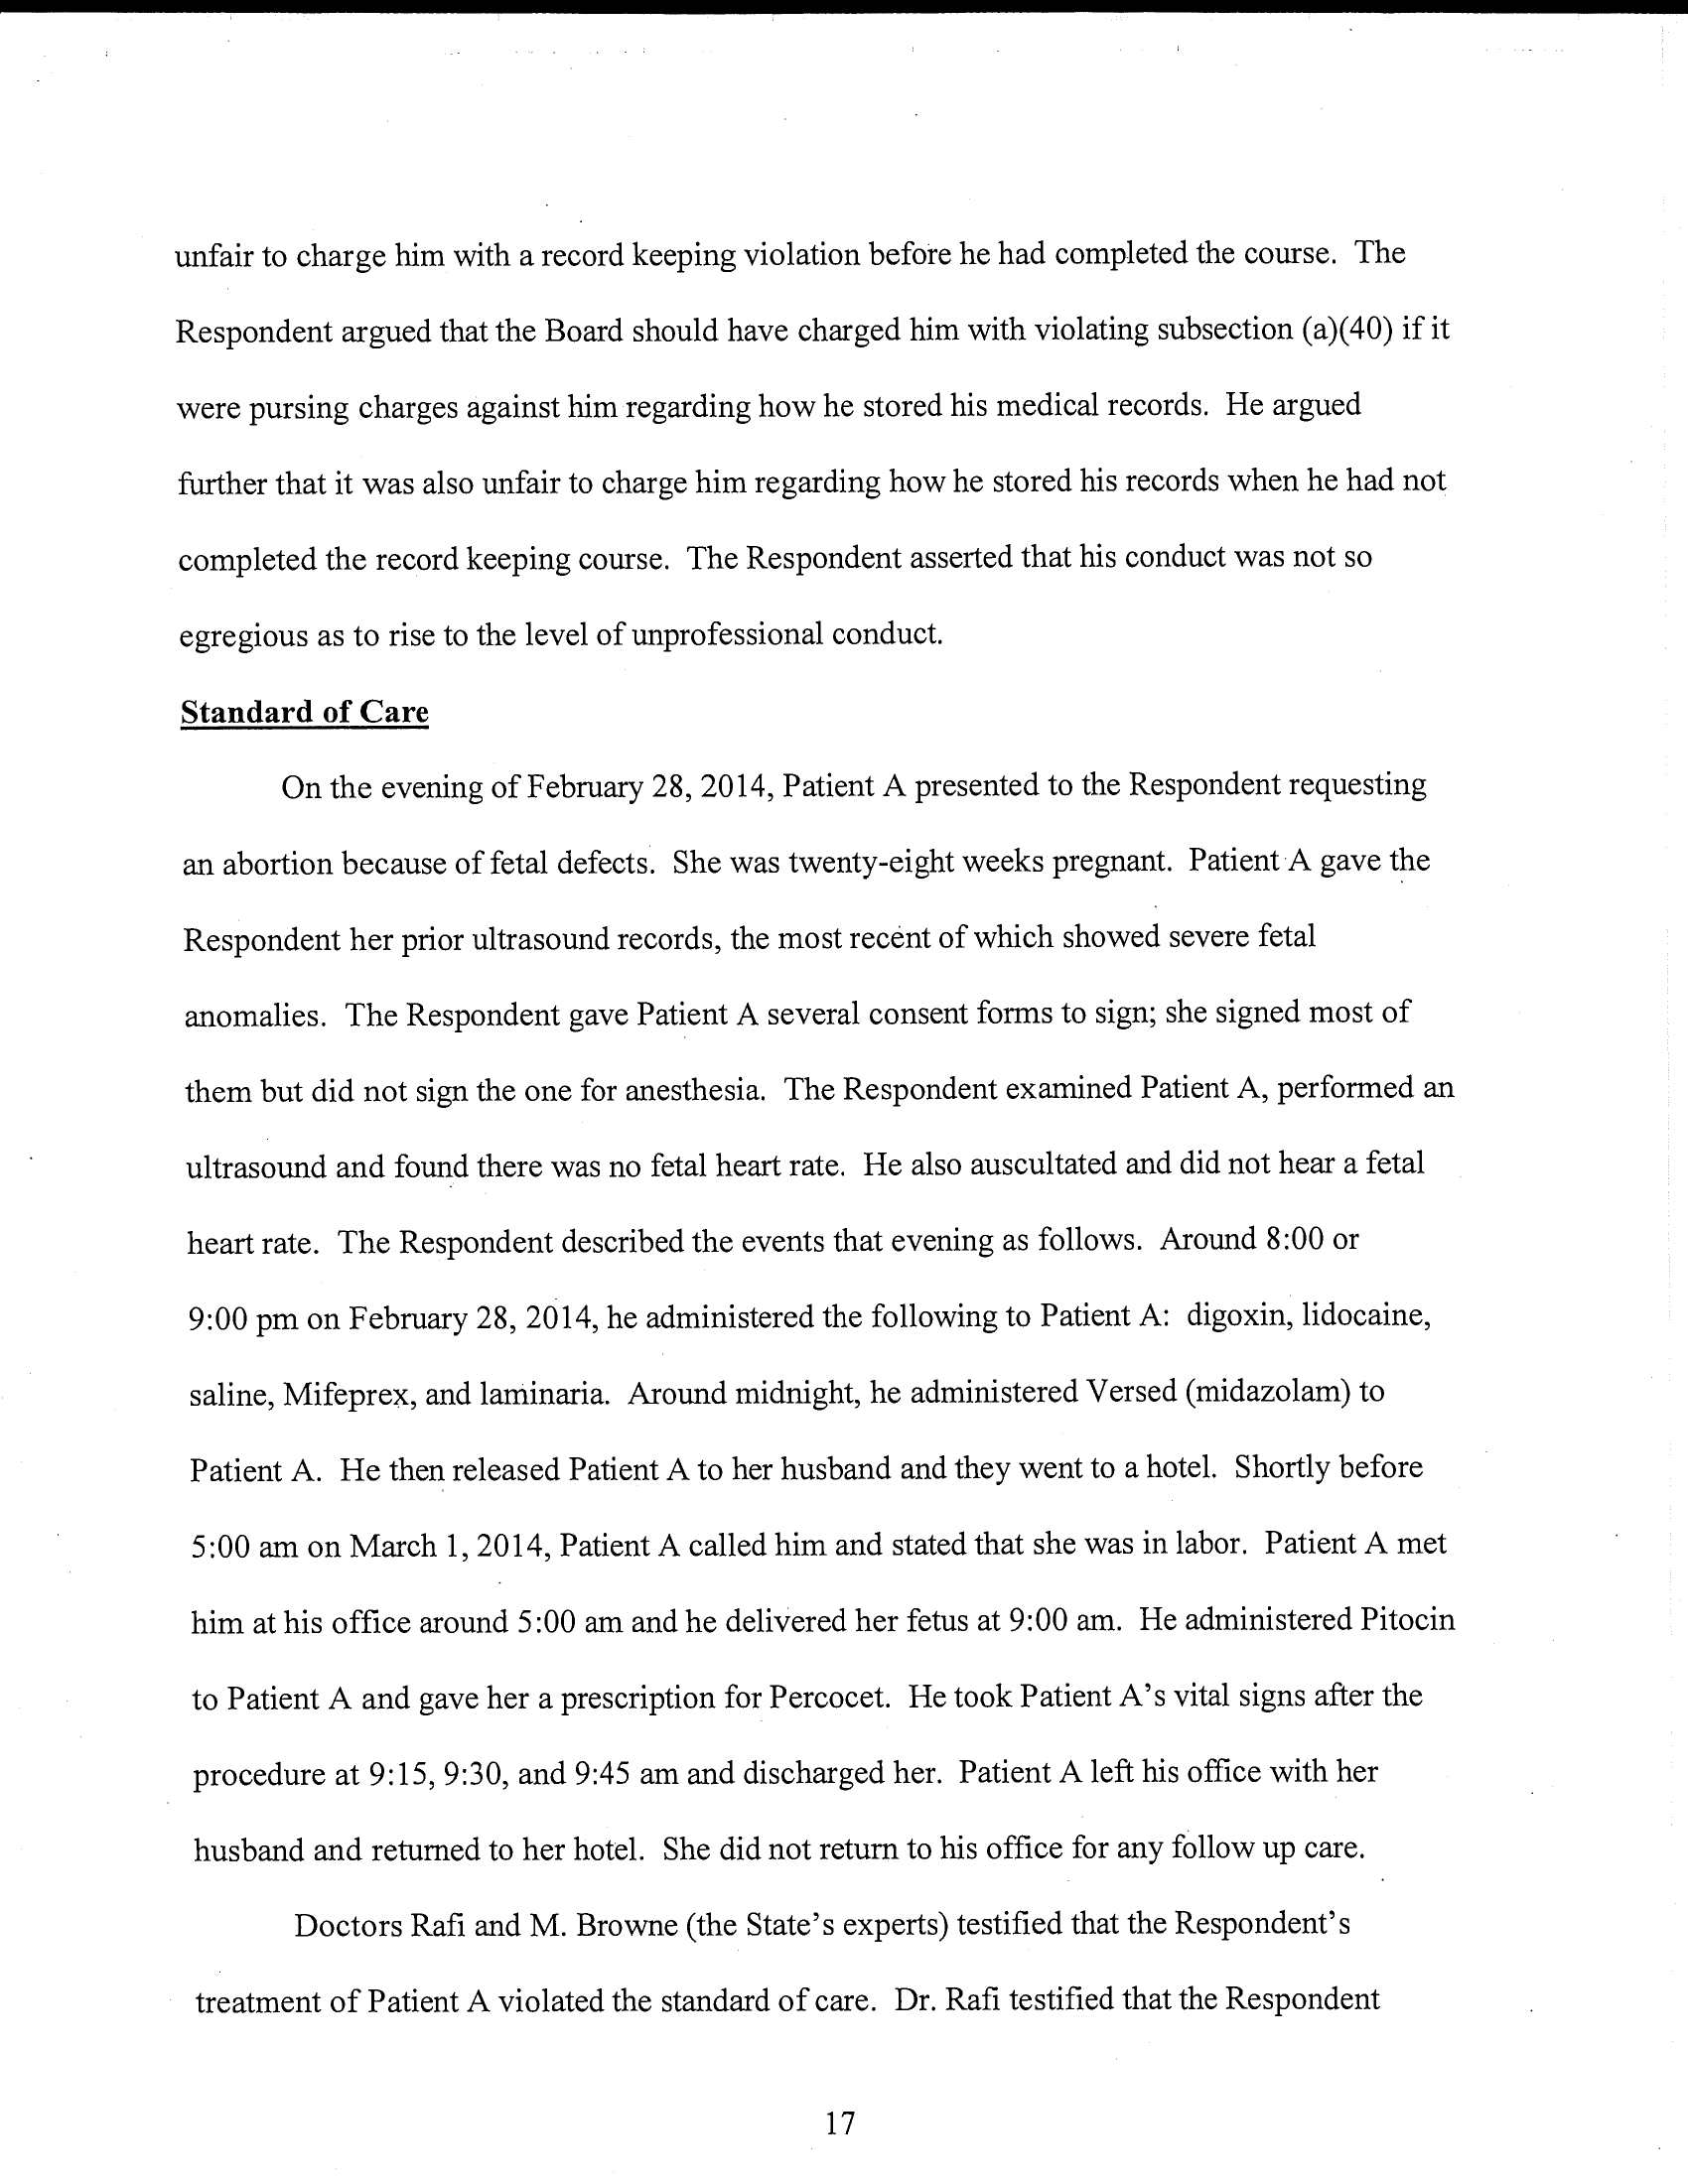 unfair to charge him with a record keeping violation before he had completed the course. The
Respondent argued that the Board should have charged him with violating subsection (a)(40) if it
were pursing charges against him regarding how he stored his medical records. He argued
further that it was also unfair to charge him regarding how he stored his records when he had not
completed the record keeping course. The Respondent asserted that his conduct was not so
egregious as to rise to the level of unprofessional conduct.
Standard of Care
On the evening of February 28, 2014, Patient A presented to the Respondent requesting
an abortion because of fetal defects. She was twenty-eight weeks pregnant. Patient A gave the
Respondent her prior ultrasound records, the most recent of which showed severe fetal
anomalies. The Respondent gave Patient A several consent forms to sign; she signed most of
them but did not sign the one for anesthesia. The Respondent examined Patient A, performed an
ultrasound and found there was no fetal heart rate. He also auscultated and did not hear a fetal
heart rate. The Respondent described the events that evening as follows. Around 8:00 or
9:00 pm on February 28, 2014, he administered the following to Patient A: digoxin, lidocaine,
saline, Mifeprex, and laminaria. Around midnight, he administered Versed (midazolam) to
Patient A. He then released Patient A to her husband and they went to a hotel. Shortly before
5:00 am on March 1, 2014, Patient A called him and stated that she was in labor. Patient A met
him at his office around 5:00 am and he delivered her fetus at 9:00 am. He administered Pitocin
to Patient A and gave her a prescription for Percocet. He took Patient A's vital signs after the
procedure at 9:15, 9:30, and 9:45 am and discharged her. Patient A left his office with her
husband and returned to her hotel. She did not return to his office for any follow up care.
Doctors Rafi and M. Browne (the State's experts) testified that the Respondent's
treatment of Patient A violated the standard of care. Dr. Rafi testified that the Respondent
17